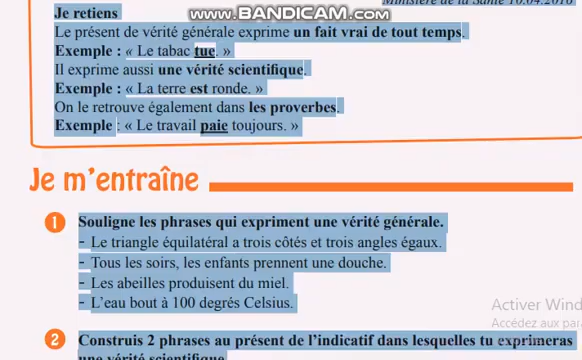 Ministère de la Santé 10.04.2016
www.BANDICAM.com
Je retiens
Le présent de vérité générale exprime un fait vrai de tout temps.
Exemple : « Le tabac tue. »
Il exprime aussi une vérité scientifique.
Exemple : « La terre est ronde. »
On le retrouve également dans les proverbes.
Exemple : « Le travail paie toujours. »
Je m'entraîne
1 Souligne les phrases qui expriment une vérité générale.
- Le triangle équilatéral a trois côtés et trois angles égaux.
- Tous les soirs, les enfants prennent une douche.
- Les abeilles produisent du miel.
- L'eau bout à 100 degrés Celsius.
Activer Wind
Accédez aux par
2 Construis 2 phrases au présent de l'indicatif dans lesquelles tu exprimeras
une vérité scientifique